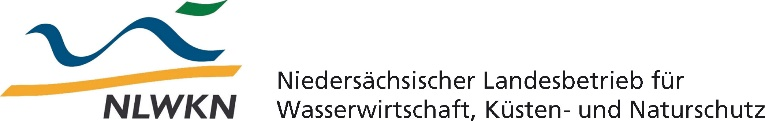 NLWKN
Niedersächsischer Landesbetrieb für
Wasserwirtschaft, Küsten- und Naturschutz